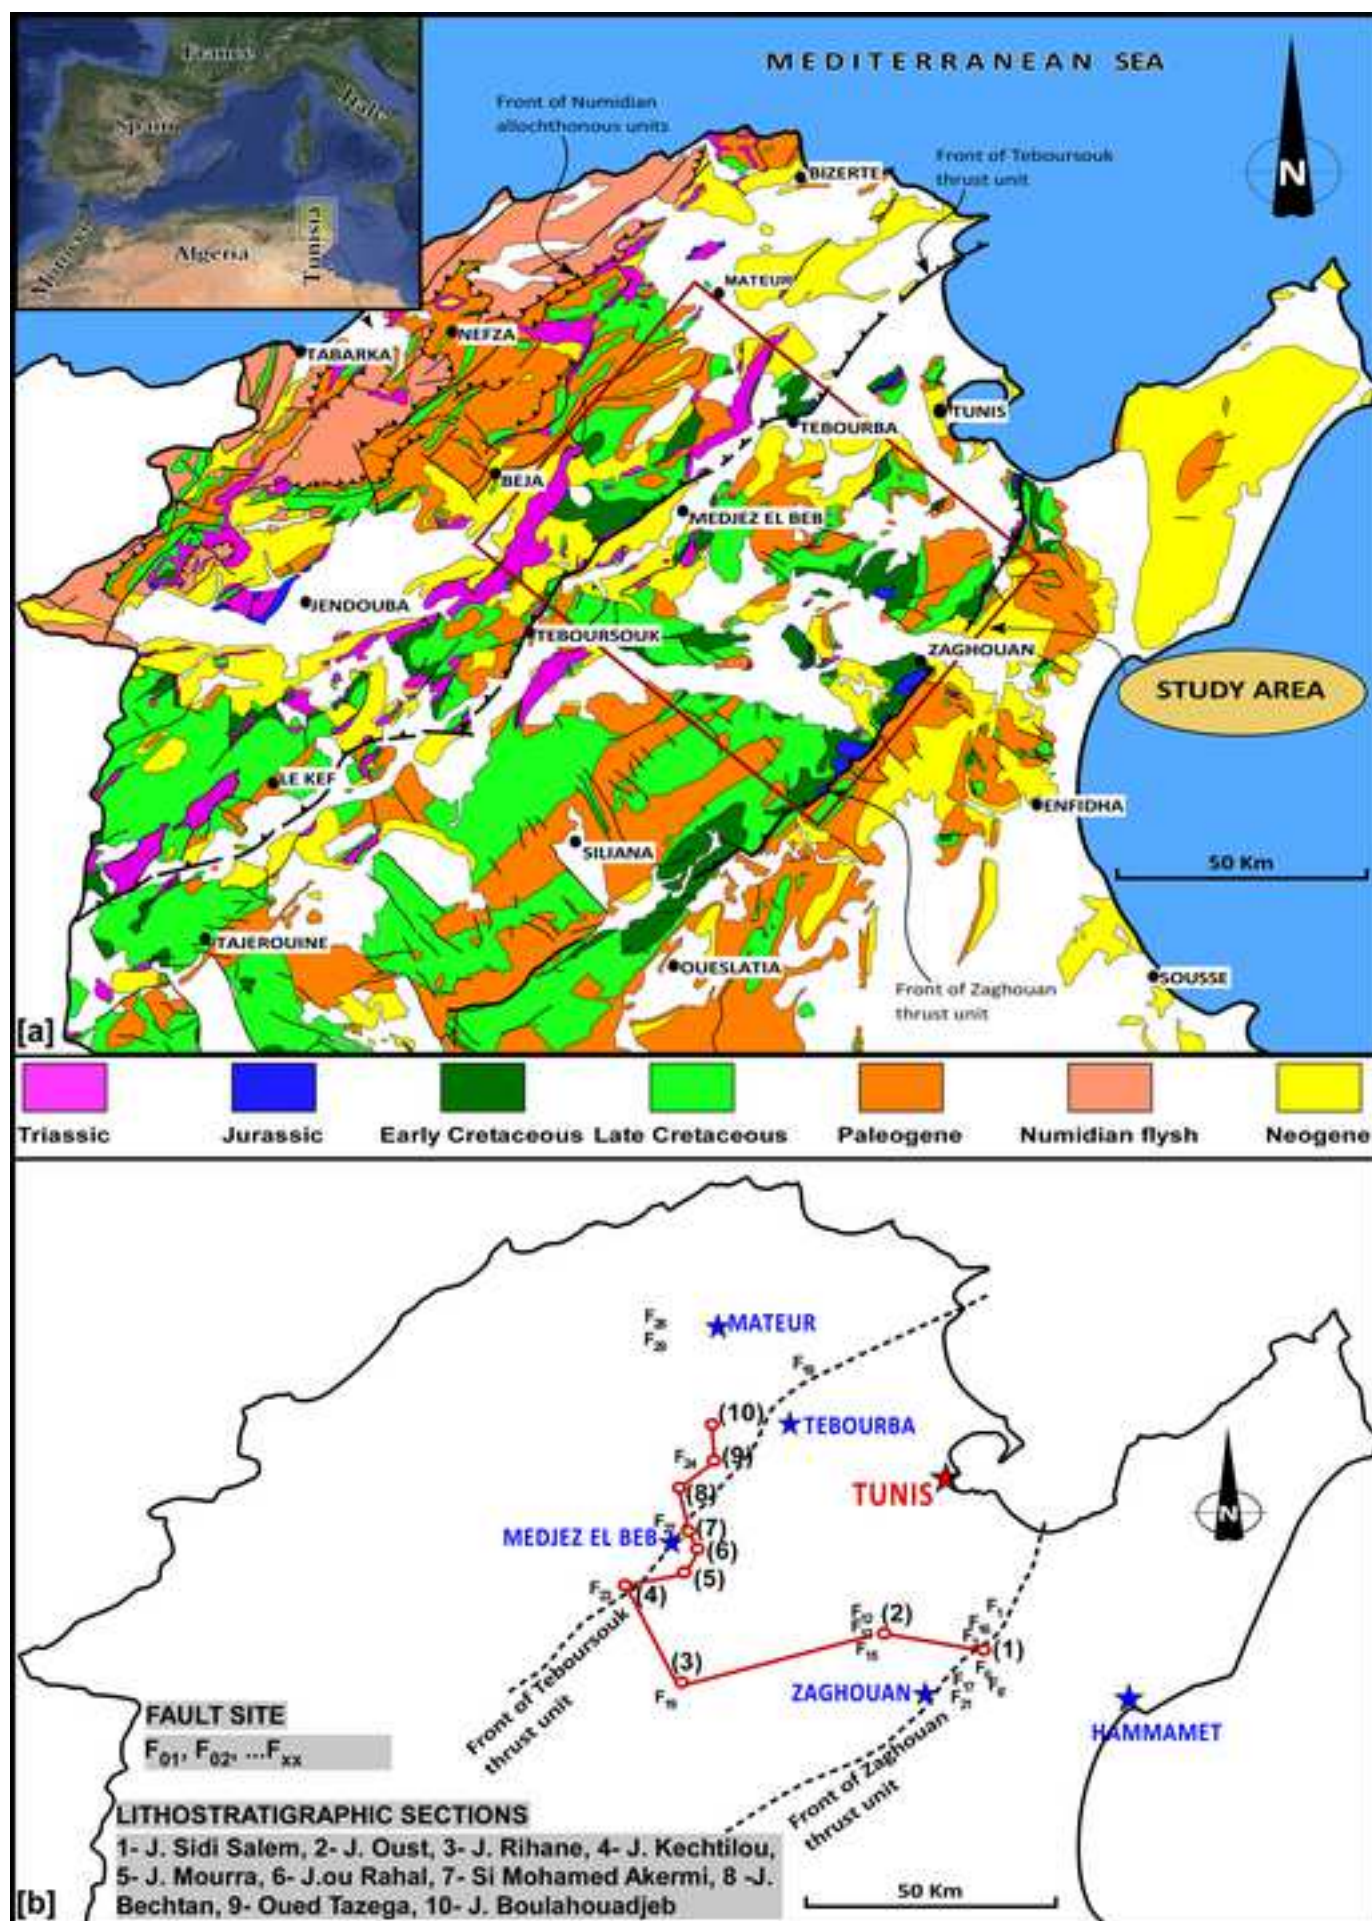 France
Italy
Spain
Morocco
Algeria
Tunisia
MEDITERRANEAN SEA
Front of Numidian
allochthonous units
Front of Teboursouk
thrust unit
N
BIZERTE
MATEUR
NEFZA
TABARKA
TUNIS
TEBOURBA
BEJA
MEDJEZ EL BEB
JENDOUBA
TEBOURSOUK
ZAGHOUAN
STUDY AREA
LE KEF
ENFIDHA
SILIANA
50 Km
TAJEROUINE
OUESLATIA
SOUSSE
Front of Zaghouan
thrust unit
[a]
Triassic
Jurassic
Early Cretaceous
Late Cretaceous
Paleogene
Numidian flysh
Neogene
MATEUR
(10)
TEBOURBA
(9)
F24
(8)
TUNIS
N
(7)
MEDJEZ EL BEB
(6)
(5)
(4)
(2)
F1
(1)
(3)
ZAGHOUAN
HAMMAMET
Front of Teboursouk
thrust unit
Front of Zaghouan
thrust unit
FAULT SITE
F01, F02, ...Fxx
LITHOSTRATIGRAPHIC SECTIONS
1- J. Sidi Salem, 2- J. Oust, 3- J. Rihane, 4- J. Kechtilou,
5- J. Mourra, 6- J.ou Rahal, 7- Si Mohamed Akermi, 8 -J.
Bechtan, 9- Oued Tazega, 10- J. Boulahouadjeb
50 Km
[b]